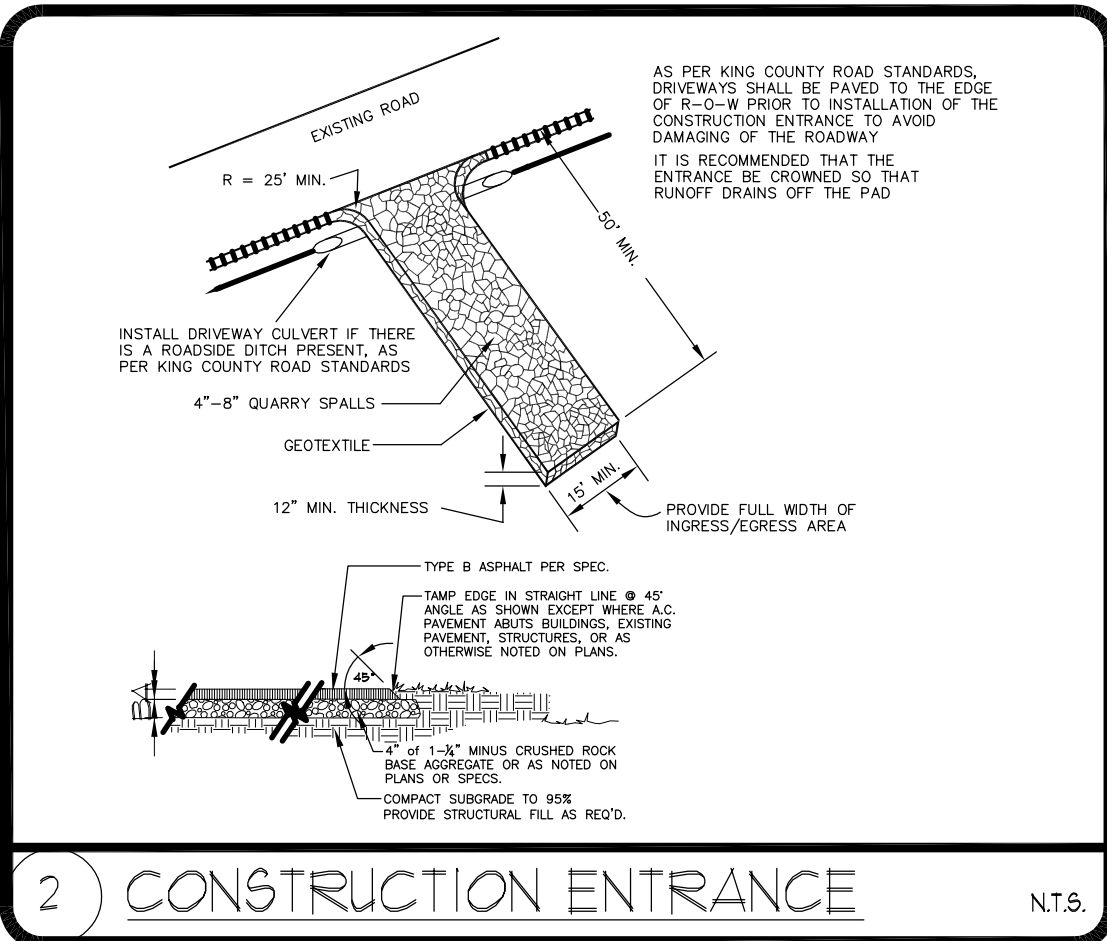 EXISTING ROAD
AS PER KING COUNTY ROAD STANDARDS,
DRIVEWAYS SHALL BE PAVED TO THE EDGE
OF R-O-W PRIOR TO INSTALLATION OF THE
CONSTRUCTION ENTRANCE TO AVOID
DAMAGING OF THE ROADWAY
IT IS RECOMMENDED THAT THE
ENTRANCE BE CROWNED SO THAT
RUNOFF DRAINS OFF THE PAD
R = 25' MIN.
50' MIN.
INSTALL DRIVEWAY CULVERT IF THERE
IS A ROADSIDE DITCH PRESENT, AS
PER KING COUNTY ROAD STANDARDS
4"-8" QUARRY SPALLS
GEOTEXTILE
12" MIN. THICKNESS
15' MIN.
PROVIDE FULL WIDTH OF
INGRESS/EGRESS AREA
TYPE B ASPHALT PER SPEC.
TAMP EDGE IN STRAIGHT LINE @ 45°
ANGLE AS SHOWN EXCEPT WHERE A.C.
PAVEMENT ABUTS BUILDINGS, EXISTING
PAVEMENT, STRUCTURES, OR AS
OTHERWISE NOTED ON PLANS.
45°
4" of 1-¼" MINUS CRUSHED ROCK
BASE AGGREGATE OR AS NOTED ON
PLANS OR SPECS.
COMPACT SUBGRADE TO 95%
PROVIDE STRUCTURAL FILL AS REQ'D.
2
CONSTRUCTION ENTRANCE
N.T.S.